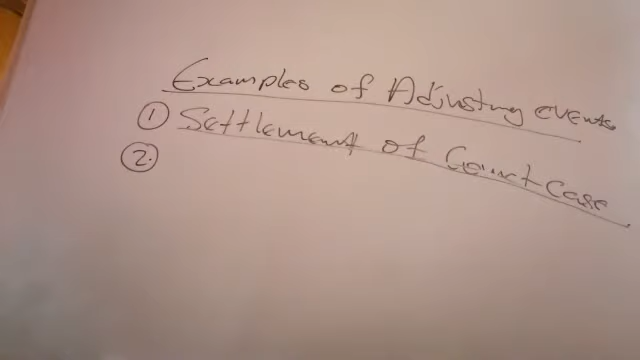 Examples of Adjusting events
① Settlement of Court Case
②.